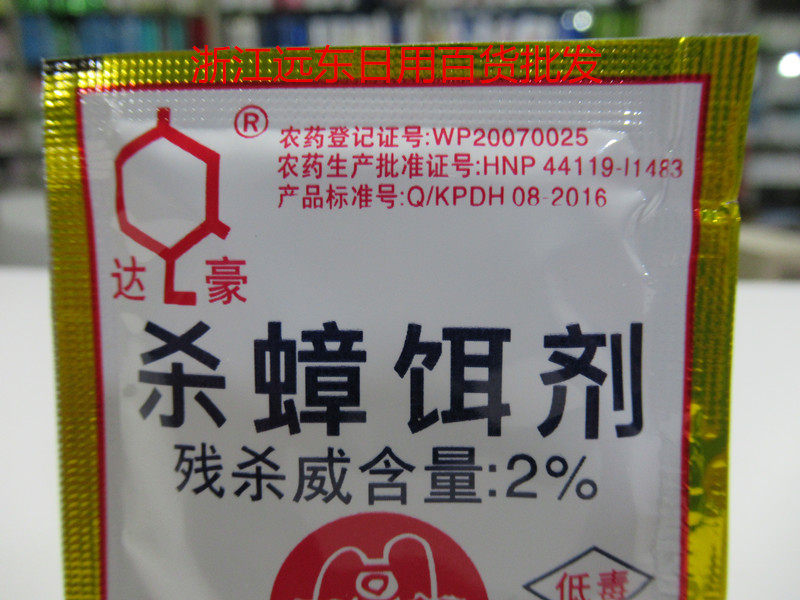 浙江远东日用百货批发
®
农药登记证号:WP20070025
农药生产批准证号:HNP 44119-I1483
产品标准号:Q/KPDH 08-2016
达豪
杀蟑饵剂
残杀威含量:2%
低毒